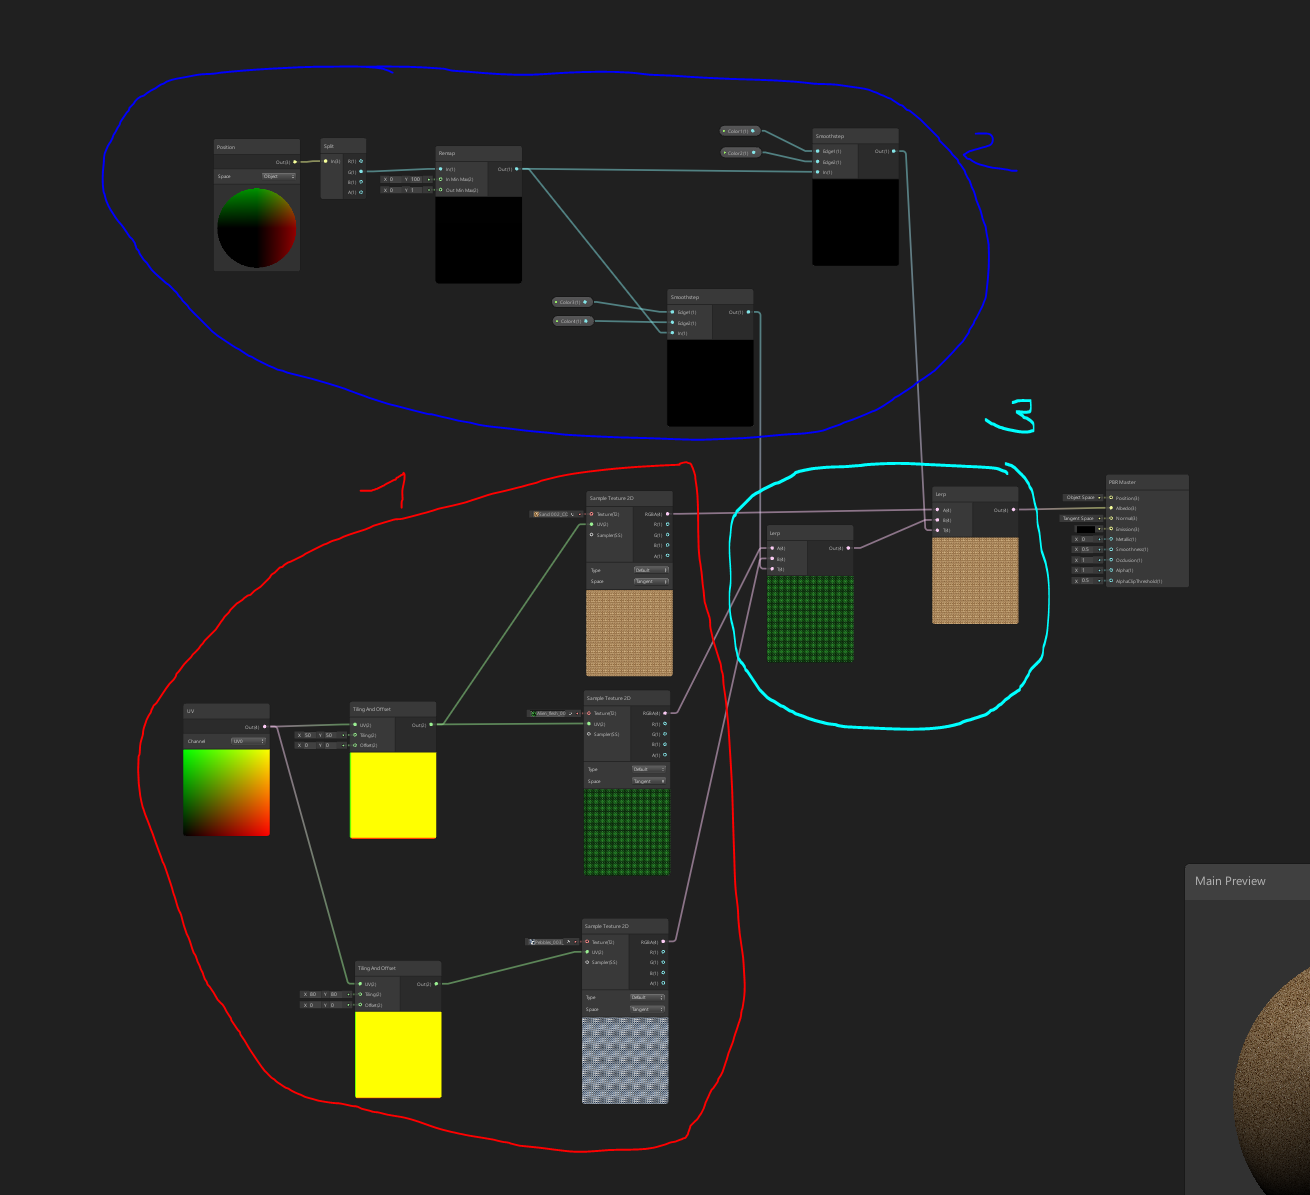 2
Position
Out(3)
Space Object
Split
In(3)
R(1)
G(1)
B(1)
A(1)
Remap
In(1) Out(1)
X 0 Y 100 In Min Max(2)
X 0 Y 1 Out Min Max(2)
Color1(1)
Color2(1)
Smoothstep
Edge1(1) Out(1)
Edge2(1)
In(1)
Color3(1)
Color4(1)
Smoothstep
Edge1(1) Out(1)
Edge2(1)
In(1)
3
1
Sample Texture 2D
Texture(T2) RGBA(4)
UV(2) R(1)
Sampler(SS) G(1)
B(1)
A(1)
Type Default
Space Tangent
Lerp
A(4) Out(4)
B(4)
T(4)
Lerp
A(4) Out(4)
B(4)
T(4)
PBR Master
Object Space Position(3)
Albedo(3)
Tangent Space Normal(3)
Emission(3)
X 0 Metallic(1)
X 0.5 Smoothness(1)
X 1 Occlusion(1)
X 1 Alpha(1)
X 0.5 AlphaClipThreshold(1)
UV
Out(4)
Channel UV0
Tiling And Offset
UV(2) Out(2)
X 50 Y 50 Tiling(2)
X 0 Y 0 Offset(2)
Sample Texture 2D
Texture(T2) RGBA(4)
UV(2) R(1)
Sampler(SS) G(1)
B(1)
A(1)
Type Default
Space Tangent
Tiling And Offset
UV(2) Out(2)
X 80 Y 80 Tiling(2)
X 0 Y 0 Offset(2)
Sample Texture 2D
Texture(T2) RGBA(4)
UV(2) R(1)
Sampler(SS) G(1)
B(1)
A(1)
Type Default
Space Tangent
Main Preview